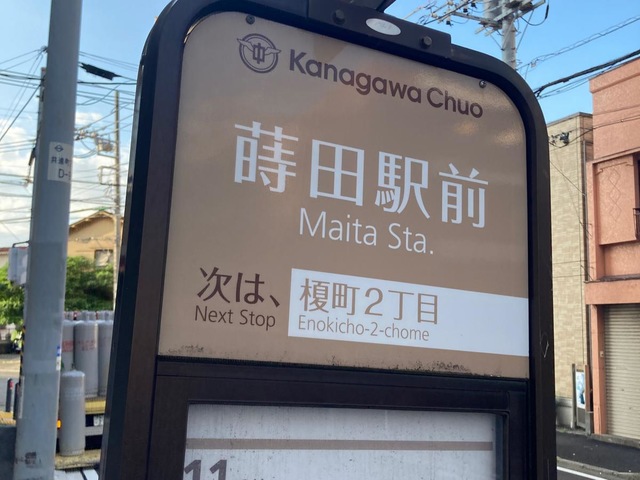 Kanagawa Chuo
蒔田駅前
Maita Sta.
次は、
Next Stop
榎町2丁目
Enokicho-2-chome
11